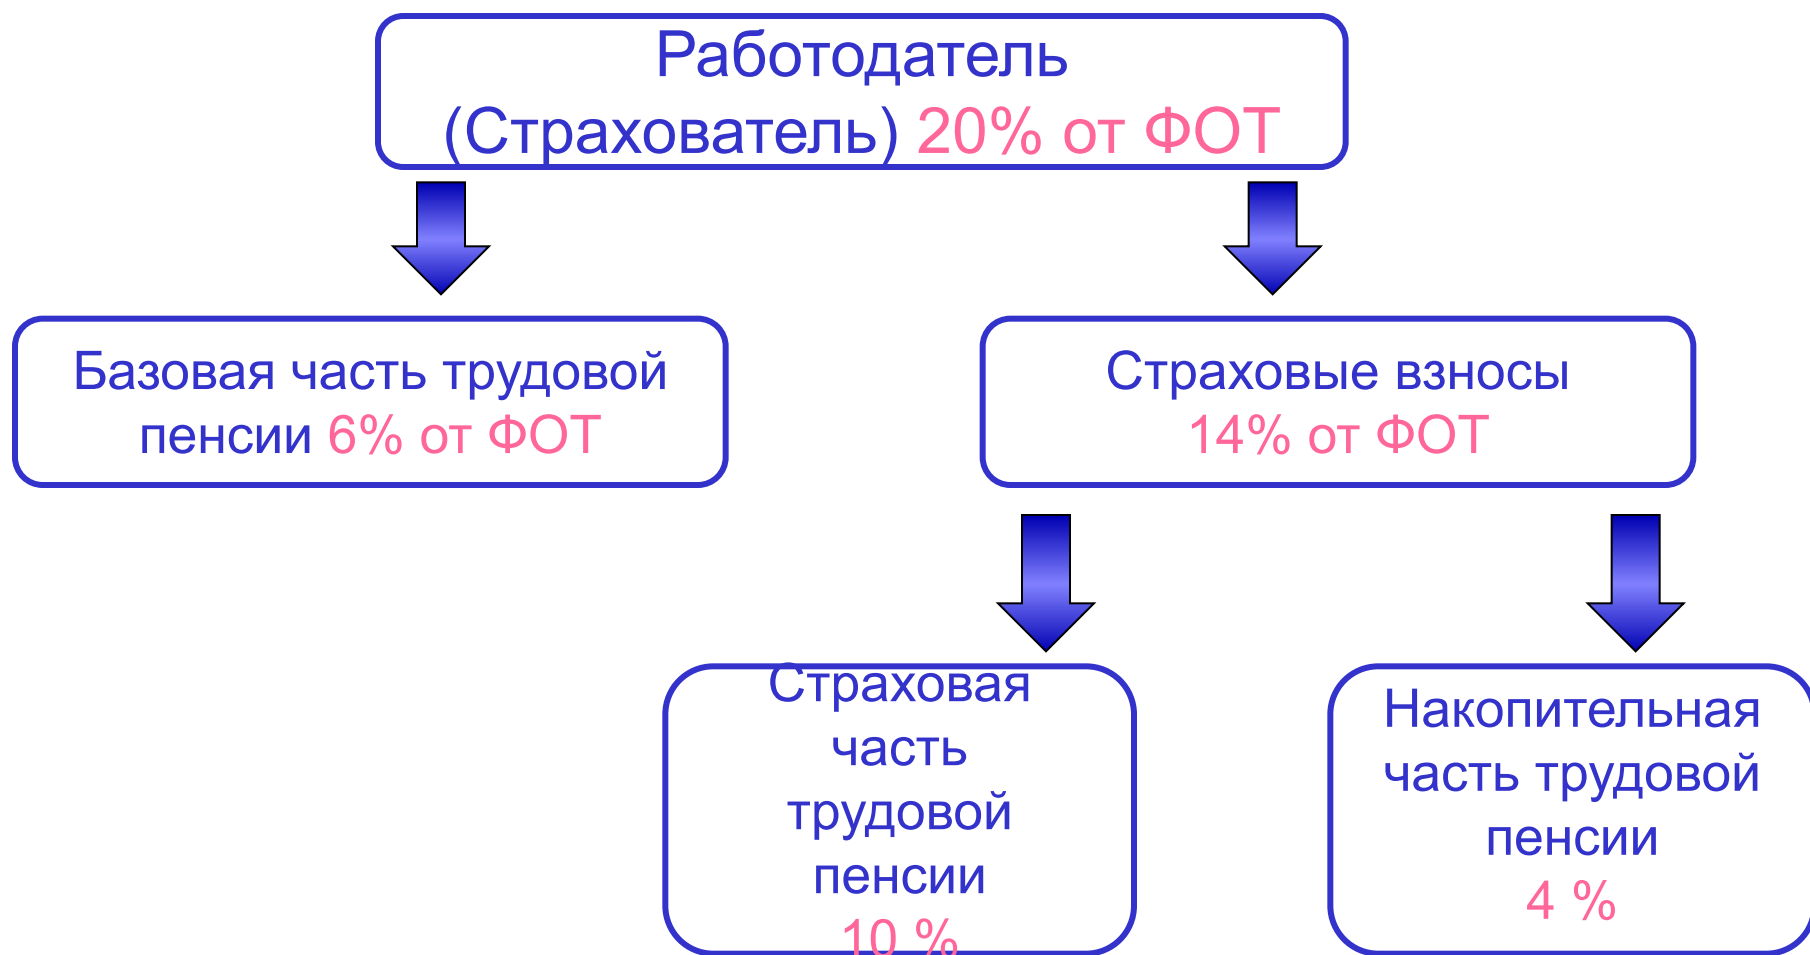 Работодатель
(Страхователь) 20% от ФОТ
Базовая часть трудовой
пенсии 6% от ФОТ
Страховые взносы
14% от ФОТ
Страховая
часть
трудовой
пенсии
10 %
Накопительная
часть трудовой
пенсии
4 %